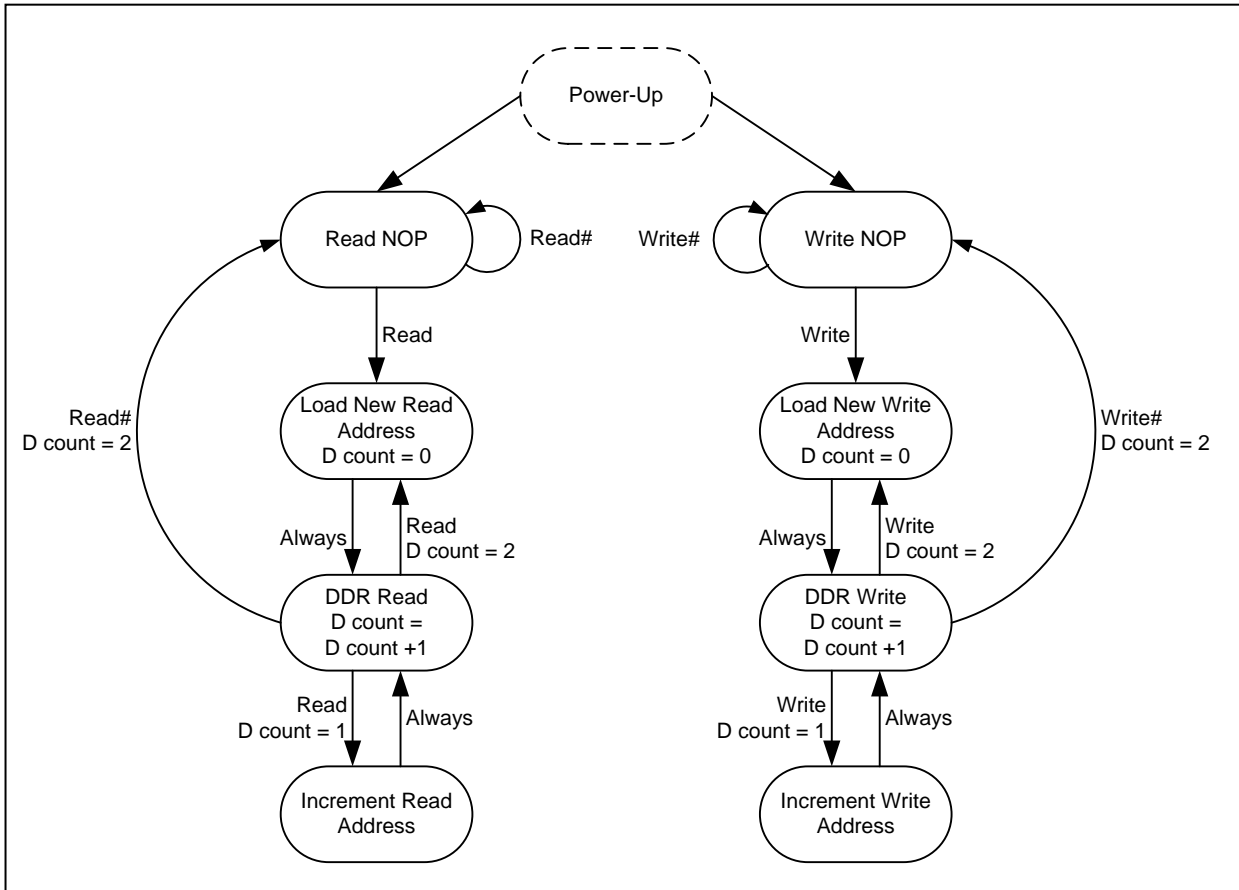 Power-Up
Read NOP
Read#
Write#
Write NOP
Read
Write
Load New Read
Address
D count = 0
Load New Write
Address
D count = 0
Read#
D count = 2
Write#
D count = 2
Always
Read
D count = 2
Always
Write
D count = 2
DDR Read
D count =
D count +1
DDR Write
D count =
D count +1
Read
D count = 1
Always
Write
D count = 1
Always
Increment Read
Address
Increment Write
Address